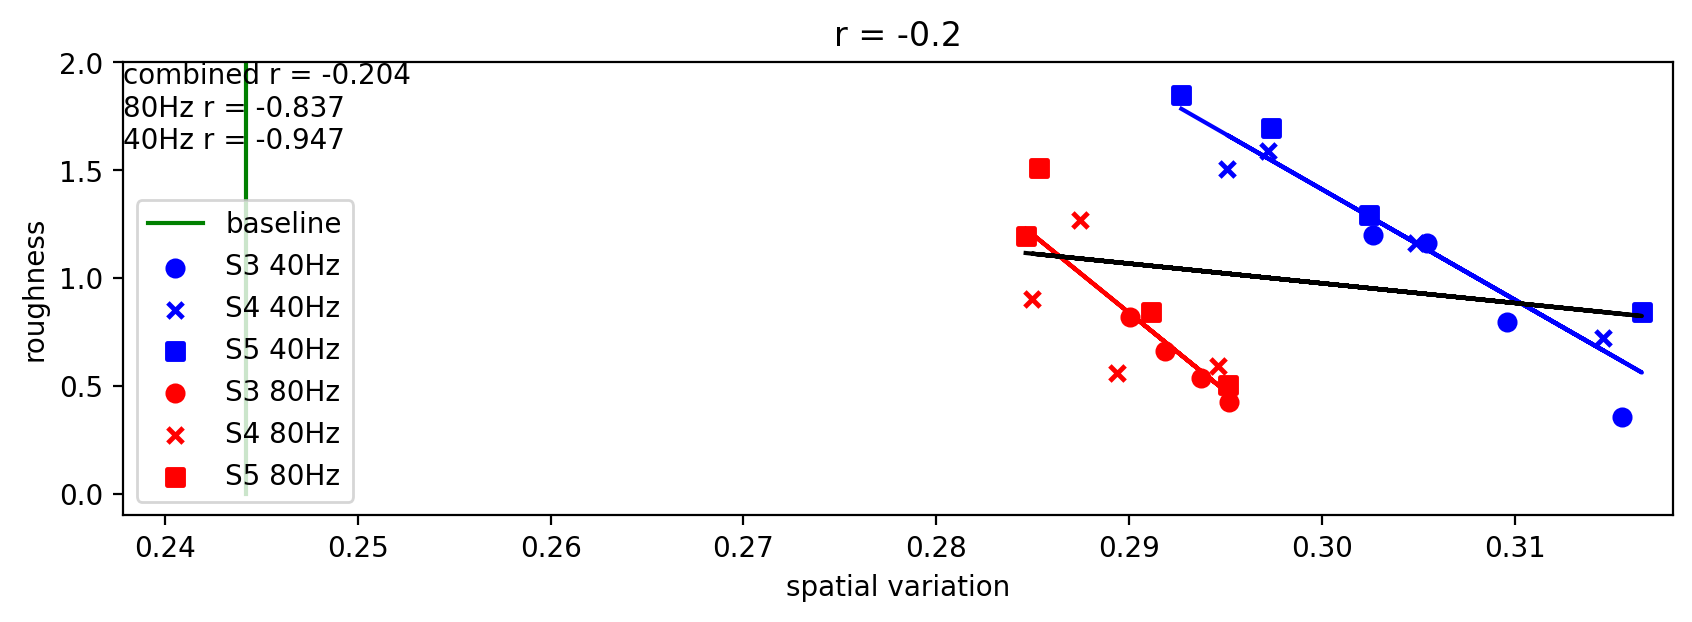 r = -0.2
combined r = -0.204
80Hz r = -0.837
40Hz r = -0.947
baseline
S3 40Hz
S4 40Hz
S5 40Hz
S3 80Hz
S4 80Hz
S5 80Hz
roughness
2.0
1.5
1.0
0.5
0.0
0.24 0.25 0.26 0.27 0.28 0.29 0.30 0.31
spatial variation